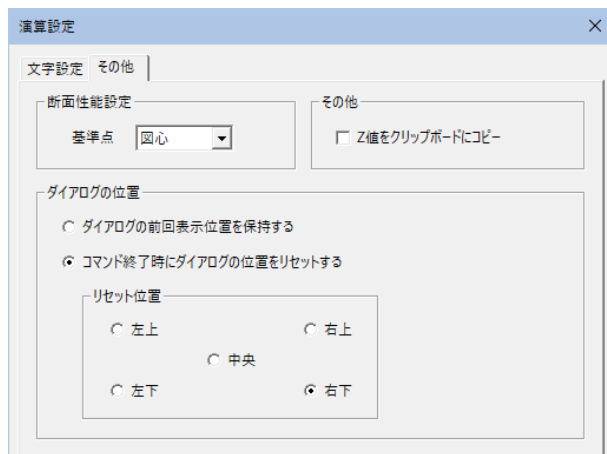 演算設定
文字設定 その他
断面性能設定
基準点 図心
その他
Z値をクリップボードにコピー
ダイアログの位置
ダイアログの前回表示位置を保持する
コマンド終了時にダイアログの位置をリセットする
リセット位置
左上 右上
中央
左下 右下